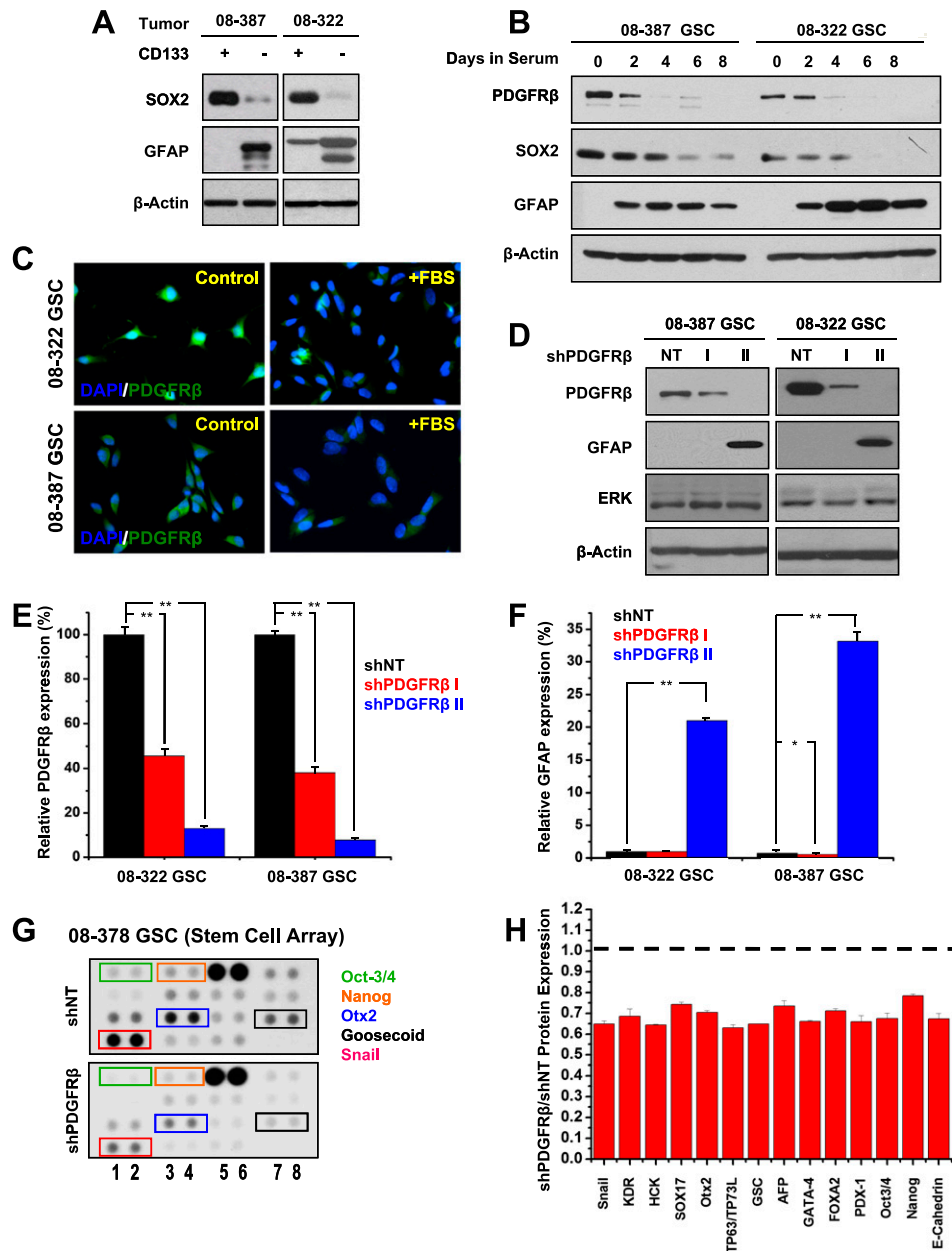 A
Tumor 08-387 08-322
CD133 + - + -
SOX2
GFAP
β-Actin
B
08-387 GSC 08-322 GSC
Days in Serum 0 2 4 6 8 0 2 4 6 8
PDGFRβ
SOX2
GFAP
β-Actin
C
08-322 GSC
Control
DAPI/PDGFRβ
+FBS
08-387 GSC
Control
DAPI/PDGFRβ
+FBS
D
08-387 GSC 08-322 GSC
shPDGFRβ NT I II NT I II
PDGFRβ
GFAP
ERK
β-Actin
E
Relative PDGFRβ expression (%)
100
80
60
40
20
0
** ** ** **
shNT
shPDGFRβ I
shPDGFRβ II
08-322 GSC 08-387 GSC
F
Relative GFAP expression (%)
35
30
25
20
15
10
5
0
shNT
shPDGFRβ I
shPDGFRβ II
** ** *
08-322 GSC 08-387 GSC
G
08-378 GSC (Stem Cell Array)
shNT
shPDGFRβ
Oct-3/4
Nanog
Otx2
Goosecoid
Snail
1 2 3 4 5 6 7 8
H
shPDGFRβ/shNT Protein Expression
1.2
1.1
1.0
0.9
0.8
0.7
0.6
0.5
0.4
0.3
0.2
0.1
0.0
Snail
KDR
HCK
SOX17
Otx2
TP63/TP73L
GSC
AFP
GATA-4
FOXA2
PDX-1
Oct3/4
Nanog
E-Cahedrin